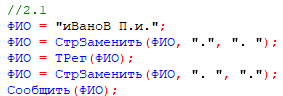 //2.1
ФИО = "иВаноВ П.и.";
ФИО = СтрЗаменить(ФИО, ".", ". ");
ФИО = ТРег(ФИО);
ФИО = СтрЗаменить(ФИО, ". ", ".");
Сообщить(ФИО);